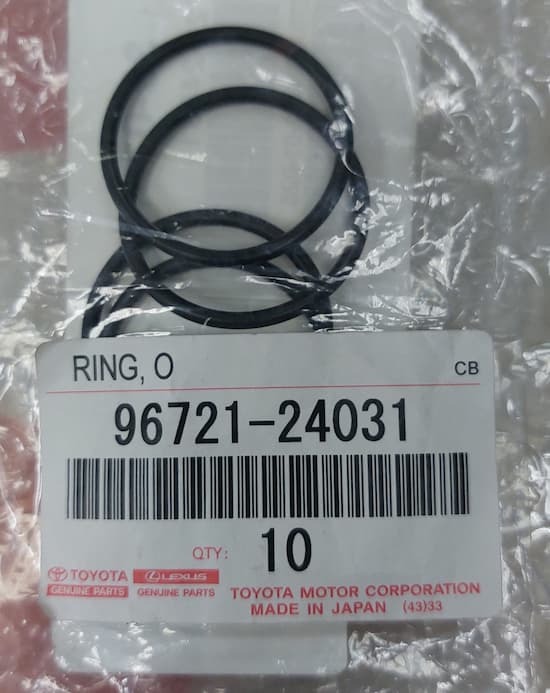 RING, O CB
96721-24031
QTY: 10
TOYOTA LEXUS
GENUINE PARTS GENUINE PARTS
TOYOTA MOTOR CORPORATION
MADE IN JAPAN (43)33